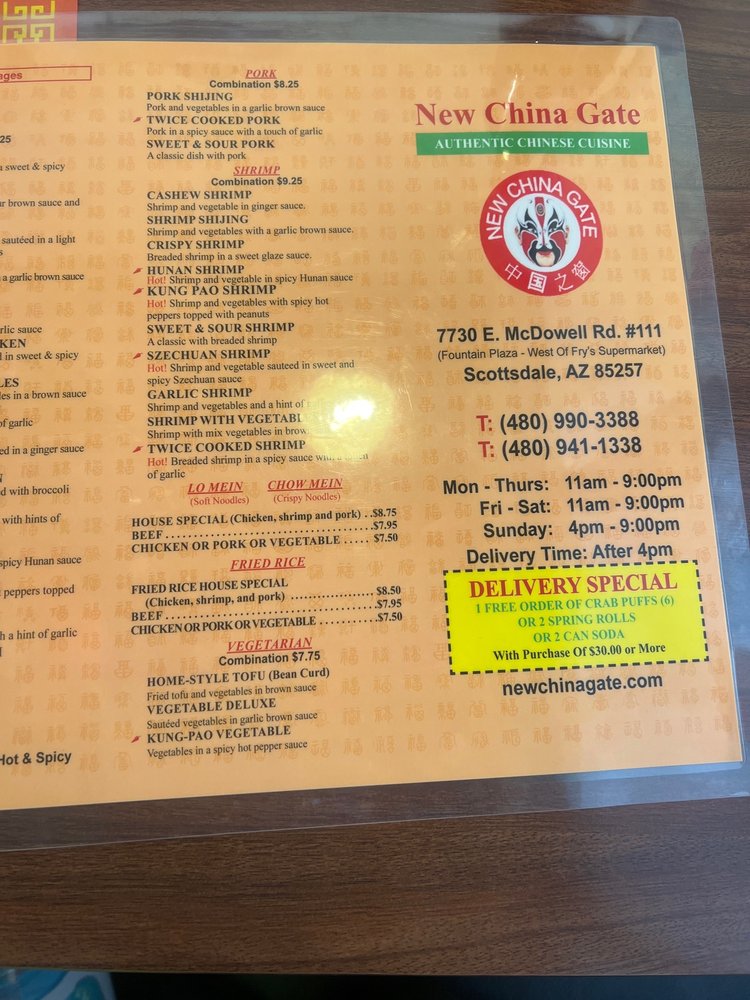 ages
25
a sweet & spicy
ur brown sauce and
sautéed in a light
s
a garlic brown sauce
rlic sauce
KEN
d in sweet & spicy
LES
les in a brown sauce
of garlic
ed in a ginger sauce
N
ed with broccoli
with hints of
spicy Hunan sauce
d peppers topped
h a hint of garlic
Hot & Spicy
PORK
Combination $8.25
PORK SHIJING
Pork and vegetables in a garlic brown sauce
TWICE COOKED PORK
Pork in a spicy sauce with a touch of garlic
SWEET & SOUR PORK
A classic dish with pork
SHRIMP
Combination $9.25
CASHEW SHRIMP
Shrimp and vegetable in ginger sauce.
SHRIMP SHIJING
Shrimp and vegetables with a garlic brown sauce.
CRISPY SHRIMP
Breaded shrimp in a sweet glaze sauce.
HUNAN SHRIMP
Hot! Shrimp and vegetable in spicy Hunan sauce
KUNG PAO SHRIMP
Hot! Shrimp and vegetables with spicy hot
peppers topped with peanuts
SWEET & SOUR SHRIMP
A classic with breaded shrimp
SZECHUAN SHRIMP
Hot! Shrimp and vegetable sauteed in sweet and
spicy Szechuan sauce
GARLIC SHRIMP
Shrimp and vegetables and a hint of
SHRIMP WITH VEGETABL
Shrimp with mix vegetables in brow
TWICE COOKED SHRIMP
Hot! Breaded shrimp in a spicy sauce with a touch
of garlic
LO MEIN CHOW MEIN
(Soft Noodles) (Crispy Noodles)
HOUSE SPECIAL (Chicken, shrimp and pork) ..$8.75
BEEF ........................................ $7.95
CHICKEN OR PORK OR VEGETABLE ..... $7.50
FRIED RICE
FRIED RICE HOUSE SPECIAL
(Chicken, shrimp, and pork) .................. $8.50
BEEF ........................................ $7.95
CHICKEN OR PORK OR VEGETABLE ........... $7.50
VEGETARIAN
Combination $7.75
HOME-STYLE TOFU (Bean Curd)
Fried tofu and vegetables in brown sauce
VEGETABLE DELUXE
Sautéed vegetables in garlic brown sauce
KUNG-PAO VEGETABLE
Vegetables in a spicy hot pepper sauce
New China Gate
AUTHENTIC CHINESE CUISINE
NEW CHINA GATE
中国之窗
7730 E. McDowell Rd. #111
(Fountain Plaza - West Of Fry's Supermarket)
Scottsdale, AZ 85257
T: (480) 990-3388
T: (480) 941-1338
Mon - Thurs: 11am - 9:00pm
Fri - Sat: 11am - 9:00pm
Sunday: 4pm - 9:00pm
Delivery Time: After 4pm
DELIVERY SPECIAL
1 FREE ORDER OF CRAB PUFFS (6)
OR 2 SPRING ROLLS
OR 2 CAN SODA
With Purchase Of $30.00 or More
newchinagate.com